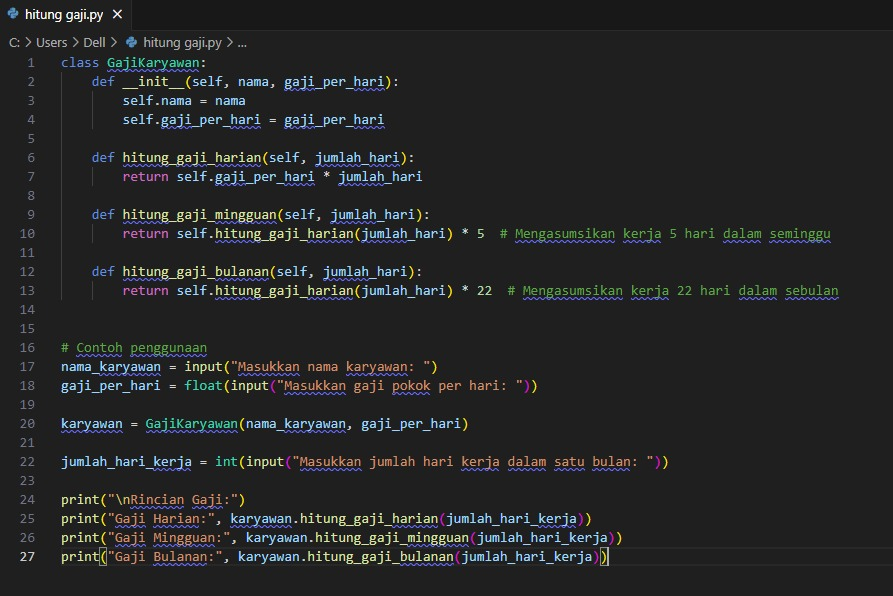 hitung gaji.py ×
C: > Users > Dell > hitung gaji.py > ...
1 class GajiKaryawan:
2     def __init__(self, nama, gaji_per_hari):
3         self.nama = nama
4         self.gaji_per_hari = gaji_per_hari
5
6     def hitung_gaji_harian(self, jumlah_hari):
7         return self.gaji_per_hari * jumlah_hari
8
9     def hitung_gaji_mingguan(self, jumlah_hari):
10         return self.hitung_gaji_harian(jumlah_hari) * 5  # Mengasumsikan kerja 5 hari dalam seminggu
11
12     def hitung_gaji_bulanan(self, jumlah_hari):
13         return self.hitung_gaji_harian(jumlah_hari) * 22  # Mengasumsikan kerja 22 hari dalam sebulan
14
15
16 # Contoh penggunaan
17 nama_karyawan = input("Masukkan nama karyawan: ")
18 gaji_per_hari = float(input("Masukkan gaji pokok per hari: "))
19
20 karyawan = GajiKaryawan(nama_karyawan, gaji_per_hari)
21
22 jumlah_hari_kerja = int(input("Masukkan jumlah hari kerja dalam satu bulan: "))
23
24 print("\nRincian Gaji:")
25 print("Gaji Harian:", karyawan.hitung_gaji_harian(jumlah_hari_kerja))
26 print("Gaji Mingguan:", karyawan.hitung_gaji_mingguan(jumlah_hari_kerja))
27 print("Gaji Bulanan:", karyawan.hitung_gaji_bulanan(jumlah_hari_kerja))